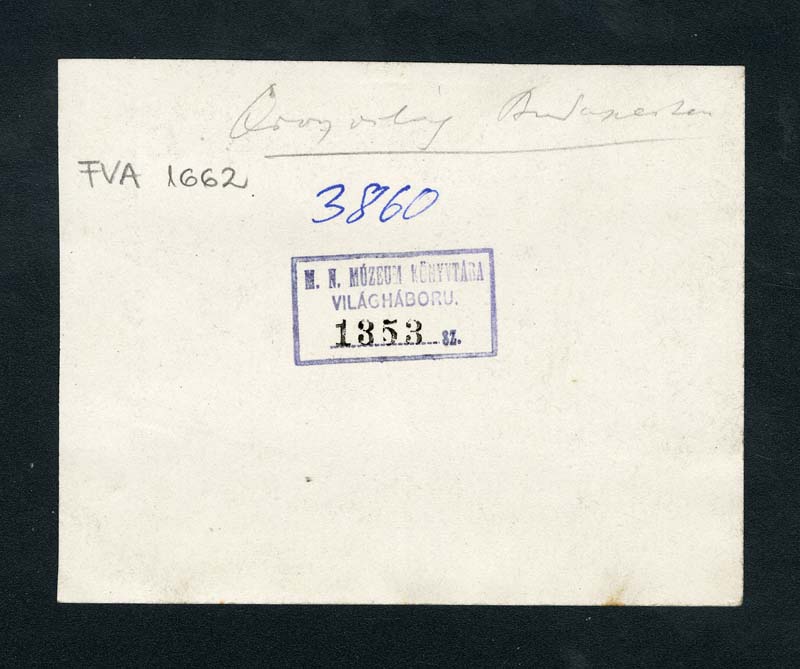 Budapesten
FVA 1662
3860
M. N. MÚZEUM KÖNYVTÁRA
VILÁGHÁBORU.
1353 sz.